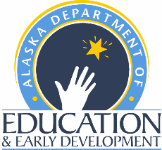 ALASKA DEPARTMENT OF
EDUCATION
& EARLY DEVELOPMENT